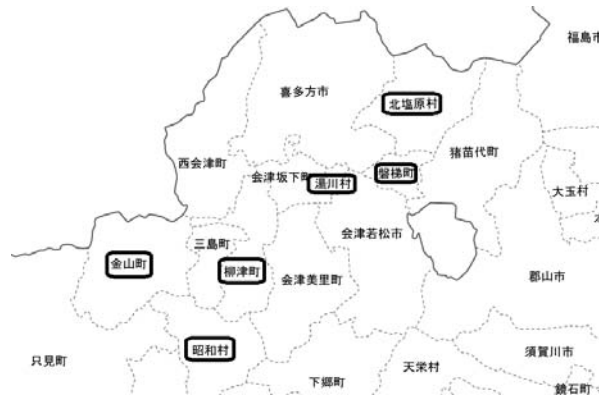 福島市
喜多方市
北塩原村
猪苗代町
西会津町
会津坂下町
湯川村
磐梯町
大玉村
三島町
会津若松市
金山町
柳津町
会津美里町
郡山市
只見町
昭和村
下郷町
天栄村
須賀川市
鏡石町